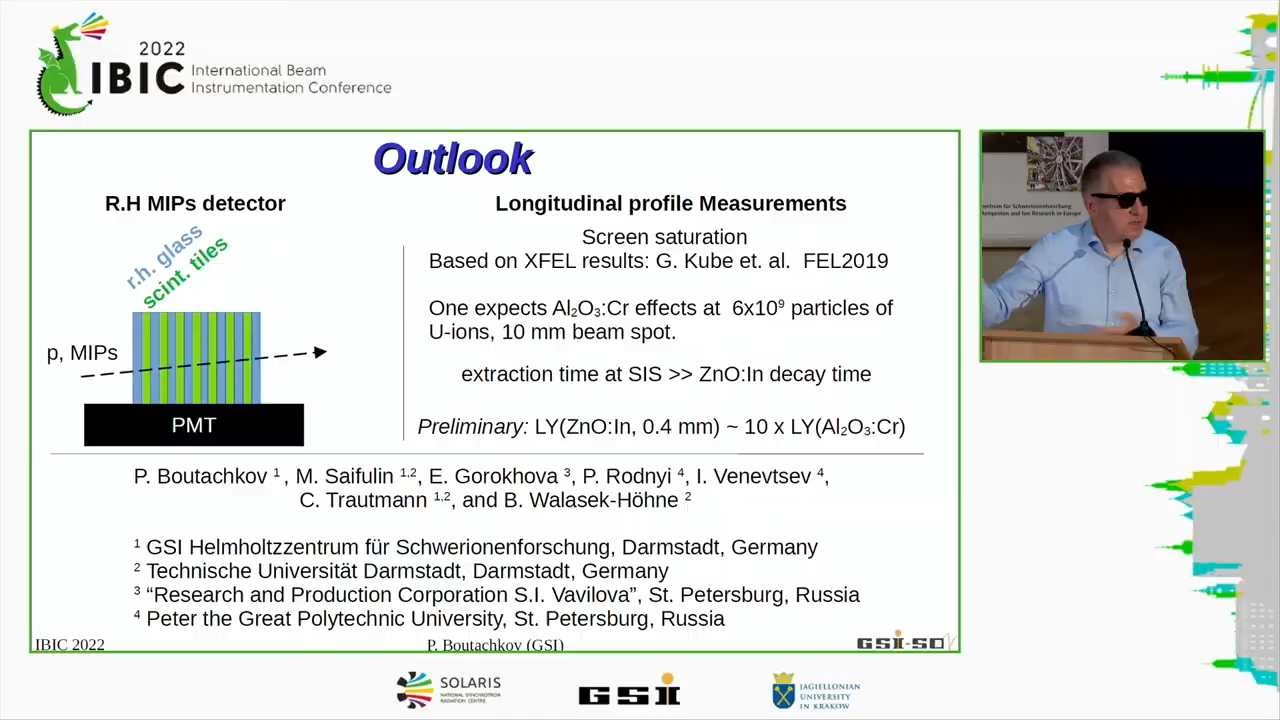 2022
IBIC International Beam
Instrumentation Conference
Outlook
R.H MIPs detector
r.h. glass
scint. tiles
p, MIPs
PMT
Longitudinal profile Measurements
Screen saturation
Based on XFEL results: G. Kube et. al. FEL2019
One expects Al₂O₃:Cr effects at 6x10⁹ particles of
U-ions, 10 mm beam spot.
extraction time at SIS >> ZnO:In decay time
Preliminary: LY(ZnO:In, 0.4 mm) ~ 10 x LY(Al₂O₃:Cr)
P. Boutachkov ¹ , M. Saifulin ¹˒², E. Gorokhova ³, P. Rodnyi ⁴, I. Venevtsev ⁴,
C. Trautmann ¹˒², and B. Walasek-Höhne ²
¹ GSI Helmholtzzentrum für Schwerionenforschung, Darmstadt, Germany
² Technische Universität Darmstadt, Darmstadt, Germany
³ “Research and Production Corporation S.I. Vavilova”, St. Petersburg, Russia
⁴ Peter the Great Polytechnic University, St. Petersburg, Russia
IBIC 2022
P. Boutachkov (GSI)
GSI-SD
SOLARIS
NATIONAL SYNCHROTRON
RADIATION CENTRE
GSI
JAGIELLONIAN
UNIVERSITY
IN KRAKOW